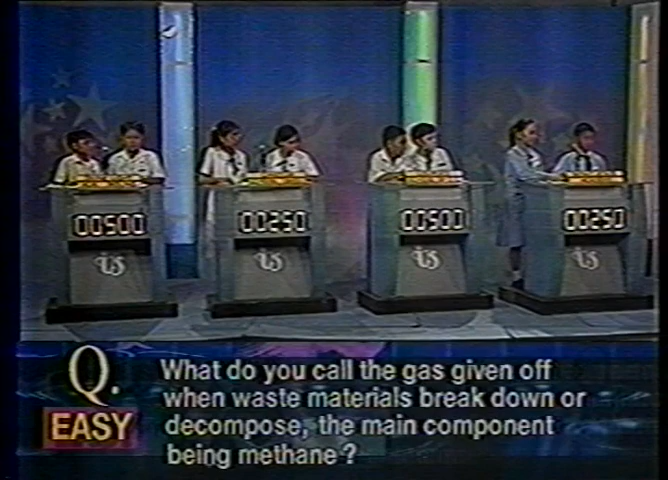 00500
00250
00500
00250
Q.
EASY
What do you call the gas given off
when waste materials break down or
decompose, the main component
being methane?